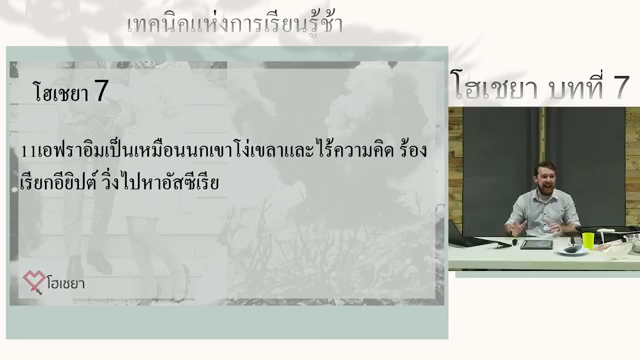 เทคนิคแห่งการเรียนรู้ช้า
โฮเชยา บทที่ 7
โฮเชยา 7
11เอฟราอิมเป็นเหมือนนกเขาโง่เขลาและไร้ความคิด ร้อง
เรียกอียิปต์ วิ่งไปหาอัสซีเรีย
โฮเชยา